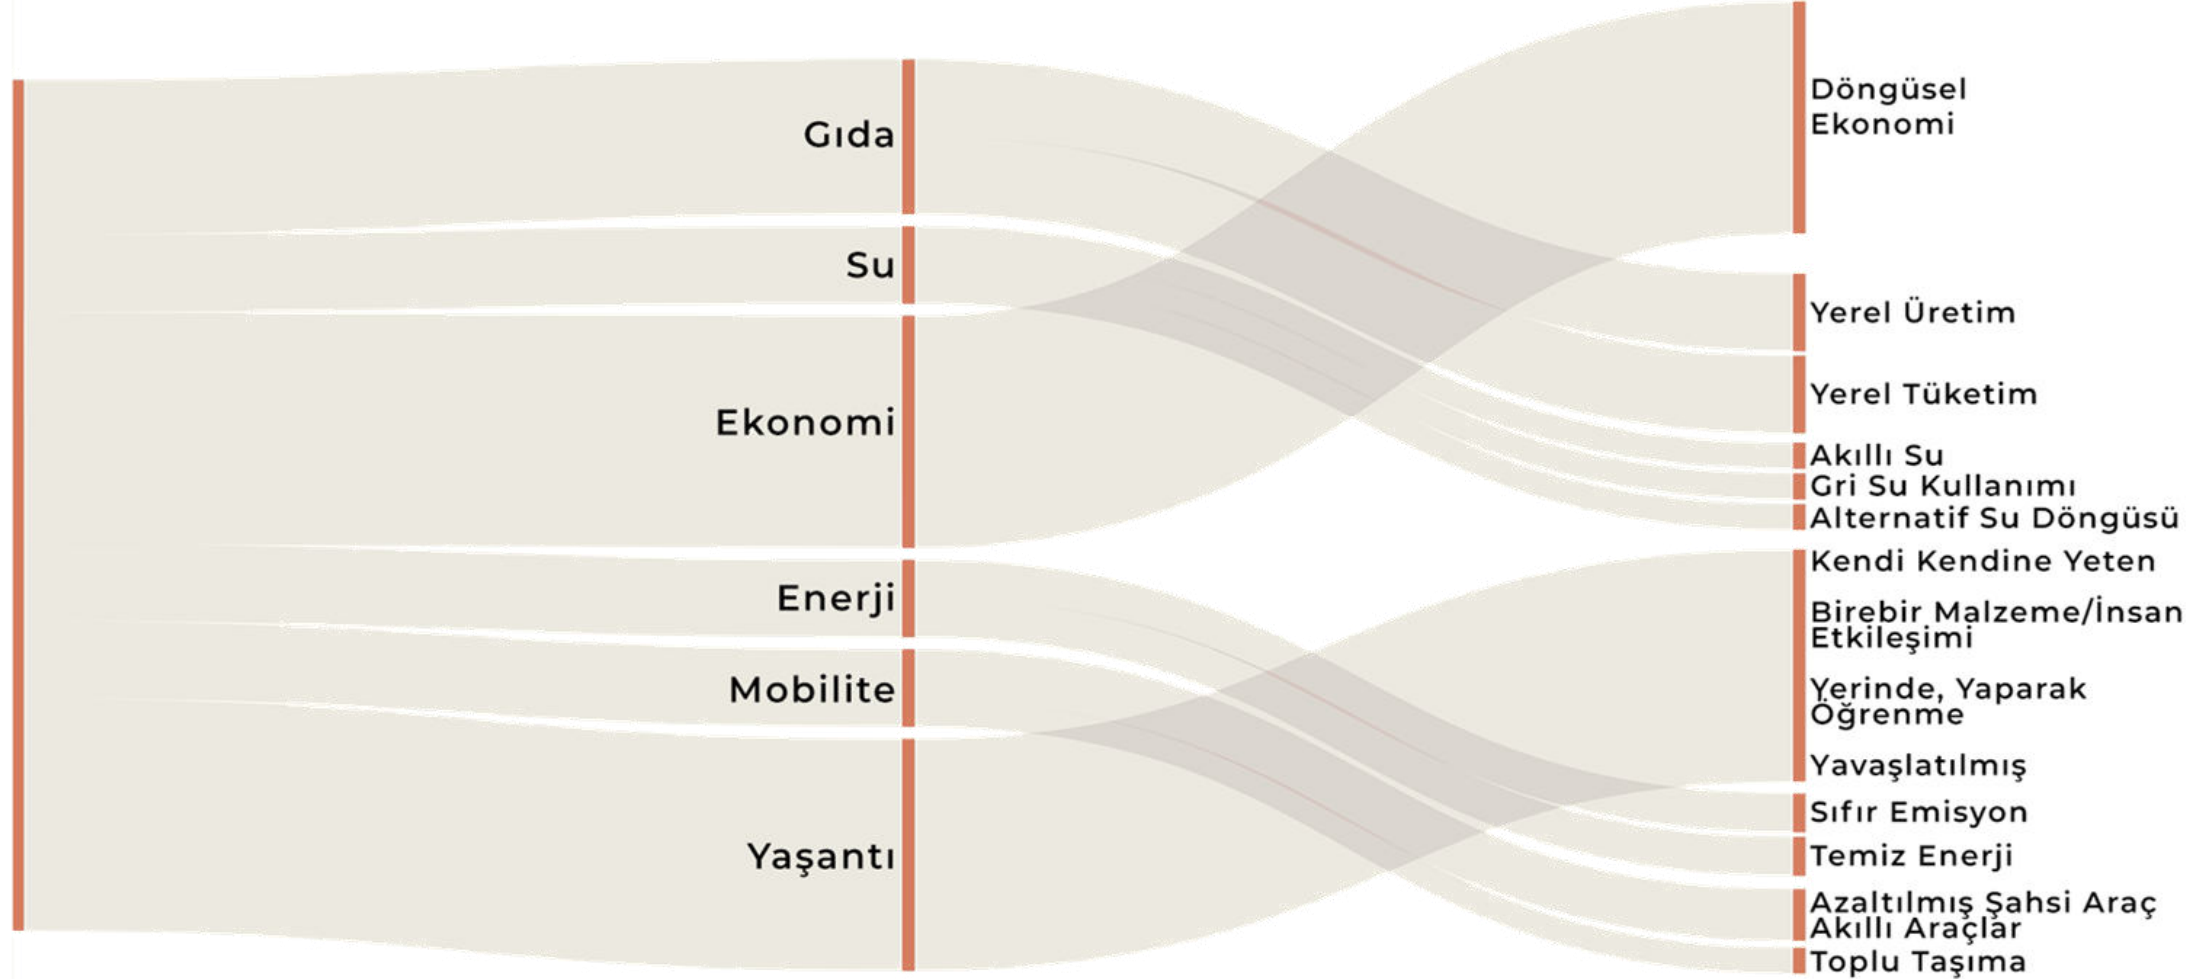 Gıda
Su
Ekonomi
Enerji
Mobilite
Yaşantı
Döngüsel
Ekonomi
Yerel Üretim
Yerel Tüketim
Akıllı Su
Gri Su Kullanımı
Alternatif Su Döngüsü
Kendi Kendine Yeten
Birebir Malzeme/İnsan
Etkileşimi
Yerinde, Yaparak
Öğrenme
Yavaşlatılmış
Sıfır Emisyon
Temiz Enerji
Azaltılmış Şahsi Araç
Akıllı Araçlar
Toplu Taşıma